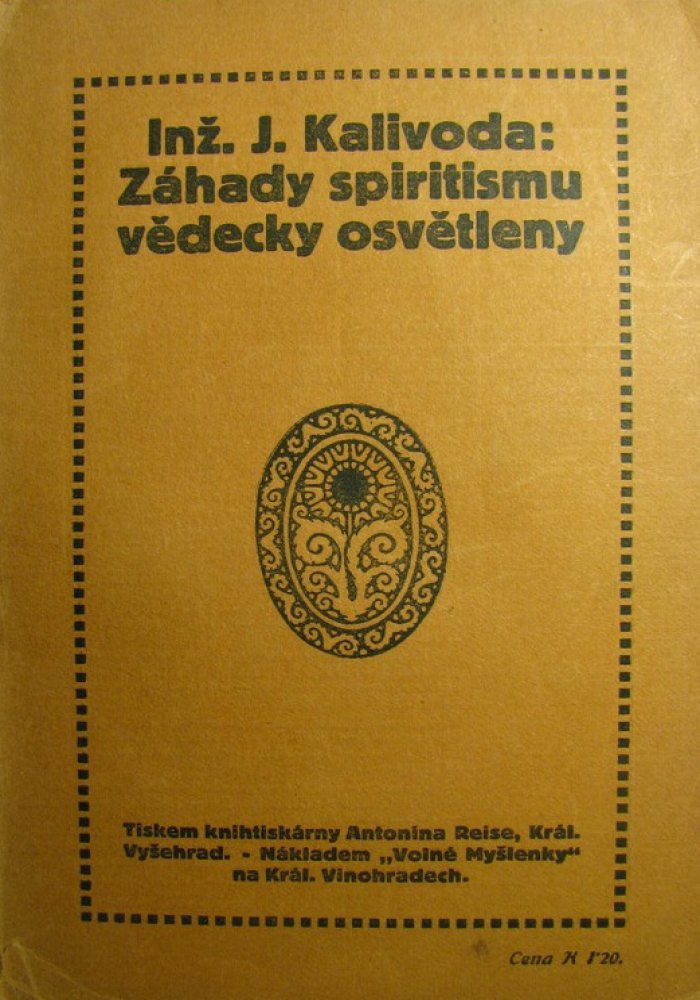 Inž. J. Kalivoda:
Záhady spiritismu
vědecky osvětleny
Tiskem knihtiskárny Antonína Reise, Král.
Vyšehrad. - Nákladem „Volné Myšlenky“
na Král. Vinohradech.
Cena K 1·20.